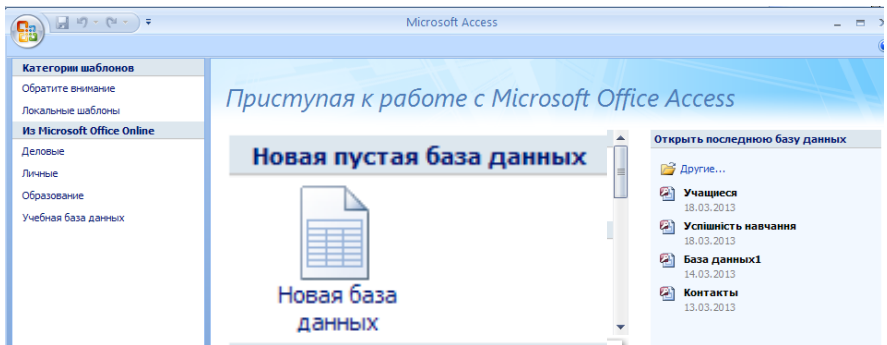 Microsoft Access
Категории шаблонов
Обратите внимание
Локальные шаблоны
Из Microsoft Office Online
Деловые
Личные
Образование
Учебная база данных
Приступая к работе с Microsoft Office Access
Новая пустая база данных
Новая база
данных
Открыть последнюю базу данных
Другие...
Учащиеся
18.03.2013
Успішність навчання
18.03.2013
База данных1
14.03.2013
Контакты
13.03.2013